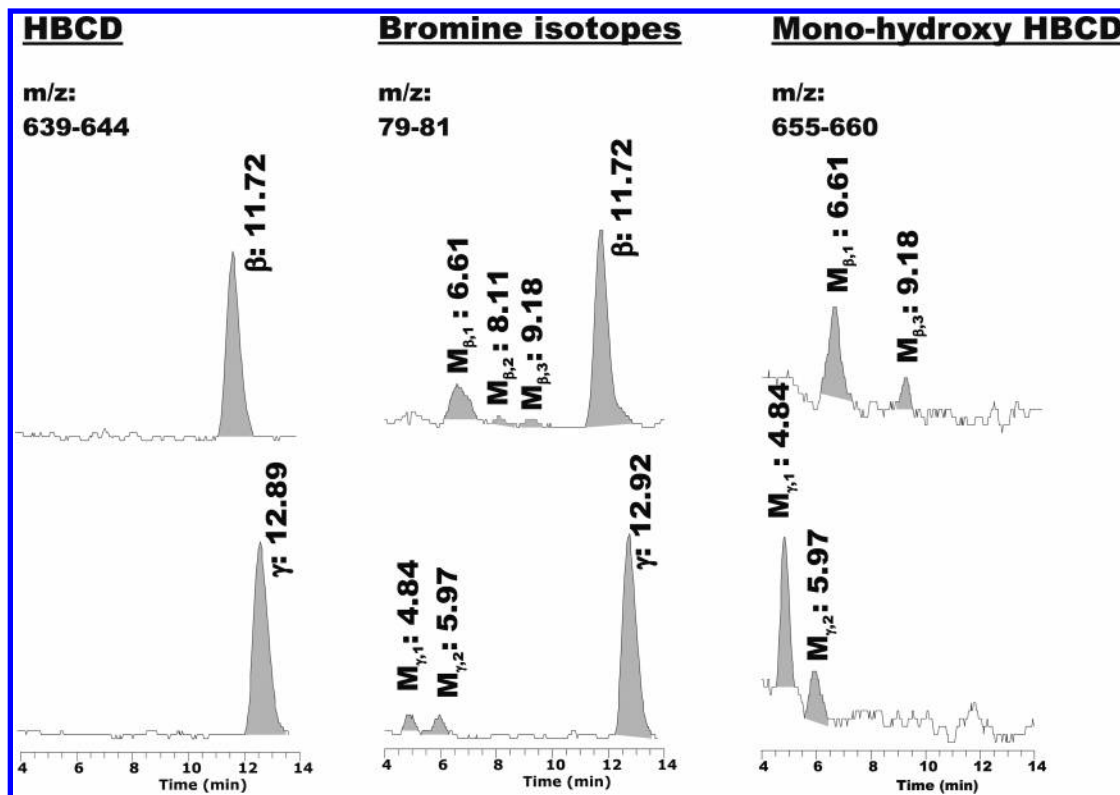 HBCD
m/z:
639-644
β: 11.72
γ: 12.89
4 6 8 10 12 14
Time (min)
Bromine isotopes
m/z:
79-81
Mβ,1 : 6.61
Mβ,2 : 8.11
Mβ,3 : 9.18
β: 11.72
Mγ,1 : 4.84
Mγ,2 : 5.97
γ: 12.92
4 6 8 10 12 14
Time (min)
Mono-hydroxy HBCD
m/z:
655-660
Mβ,1 : 6.61
Mβ,3 : 9.18
Mγ,1 : 4.84
Mγ,2 : 5.97
4 6 8 10 12 14
Time (min)